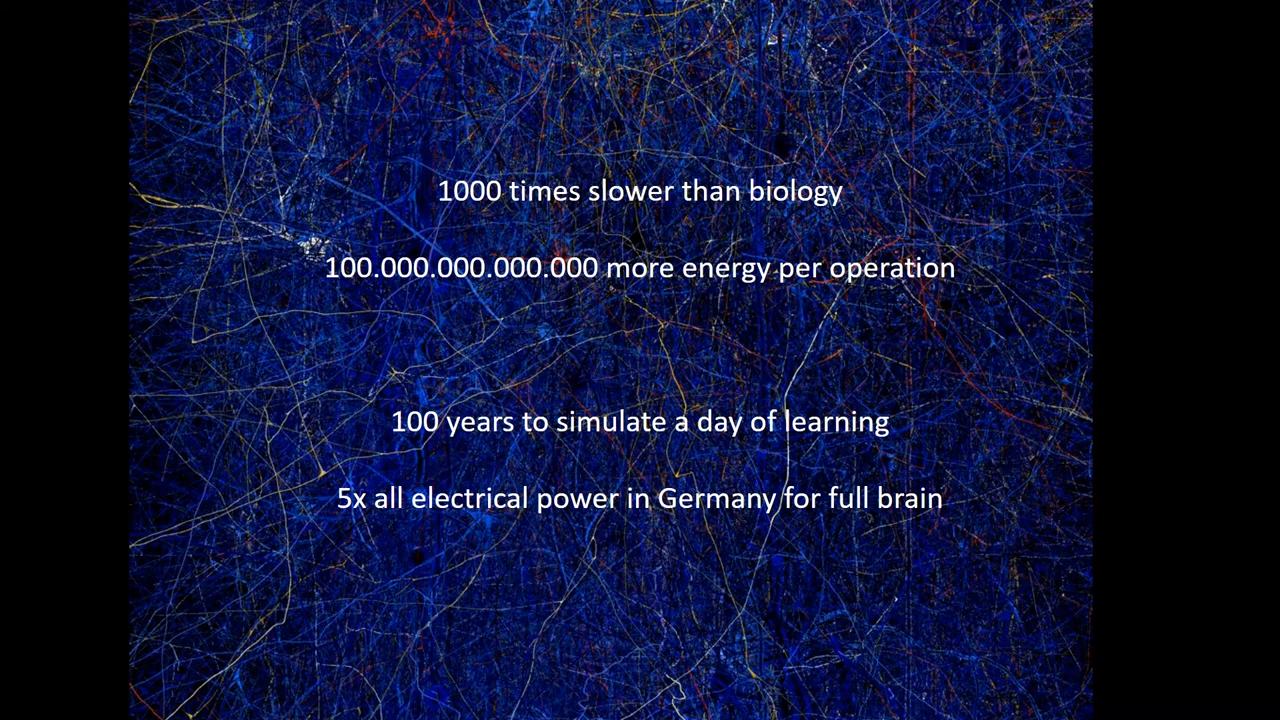 1000 times slower than biology
100.000.000.000.000 more energy per operation
100 years to simulate a day of learning
5x all electrical power in Germany for full brain